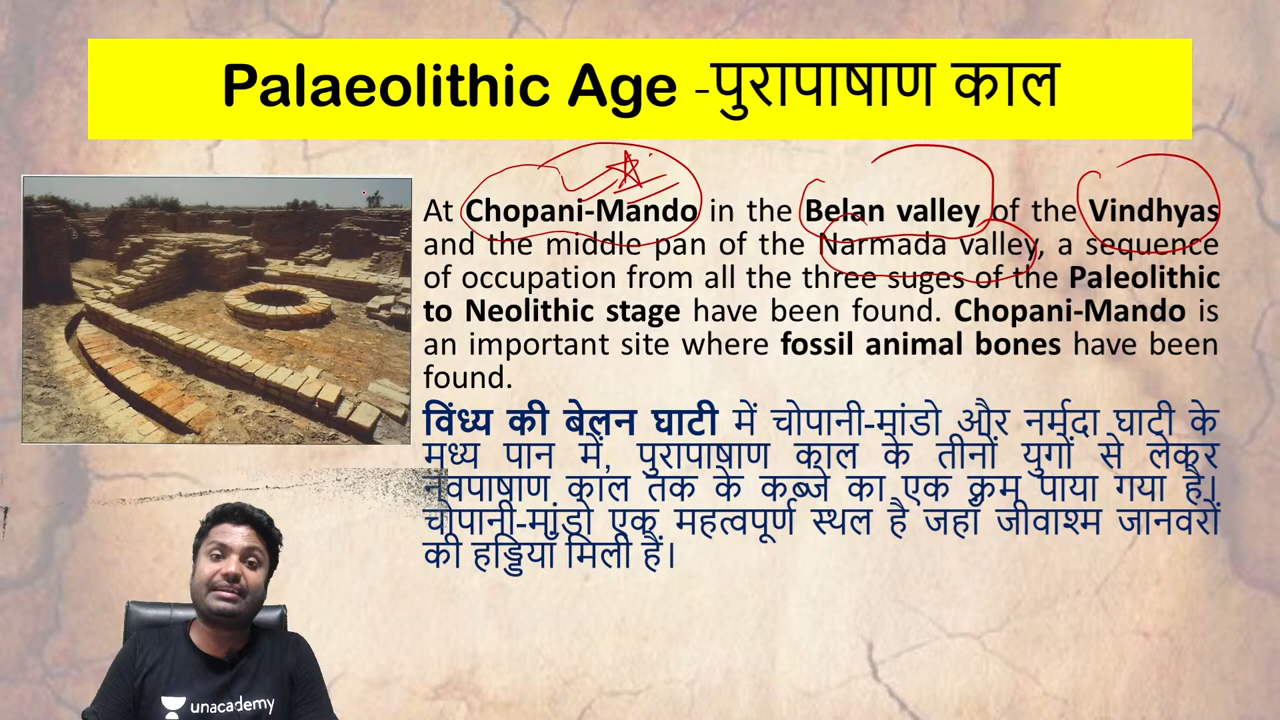 Palaeolithic Age -पुरापाषाण काल
At Chopani-Mando in the Belan valley of the Vindhyas
and the middle pan of the Narmada valley, a sequence
of occupation from all the three suges of the Paleolithic
to Neolithic stage have been found. Chopani-Mando is
an important site where fossil animal bones have been
found.
विंध्य की बेलन घाटी में चोपानी-मांडो और नर्मदा घाटी के
मध्य पान में, पुरापाषाण काल के तीनों युगों से लेकर
नवपाषाण काल तक के कब्जे का एक क्रम पाया गया है।
चोपानी-मांडो एक महत्वपूर्ण स्थल है जहाँ जीवाश्म जानवरों
की हड्डियाँ मिली हैं।
unacademy